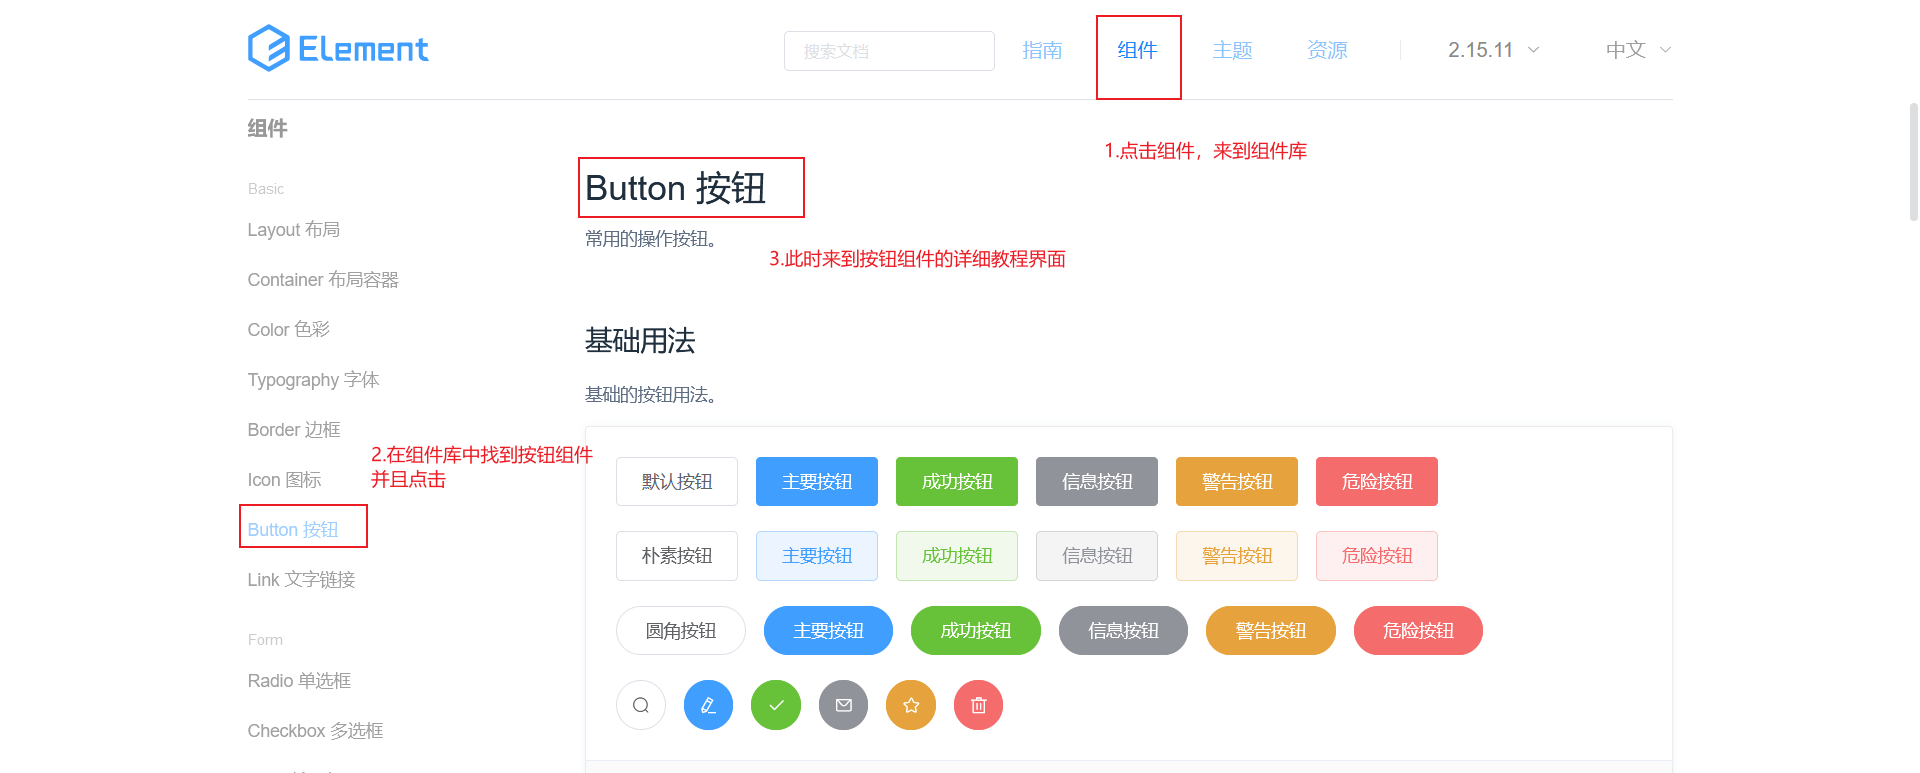 Element
搜索文档
指南
组件
主题
资源
2.15.11
中文
组件
1.点击组件，来到组件库
Basic
Button 按钮
Layout 布局
常用的操作按钮。
3.此时来到按钮组件的详细教程界面
Container 布局容器
Color 色彩
基础用法
Typography 字体
基础的按钮用法。
Border 边框
2.在组件库中找到按钮组件
并且点击
Icon 图标
默认按钮
主要按钮
成功按钮
信息按钮
警告按钮
危险按钮
Button 按钮
朴素按钮
主要按钮
成功按钮
信息按钮
警告按钮
危险按钮
Link 文字链接
圆角按钮
主要按钮
成功按钮
信息按钮
警告按钮
危险按钮
Form
Radio 单选框
Checkbox 多选框